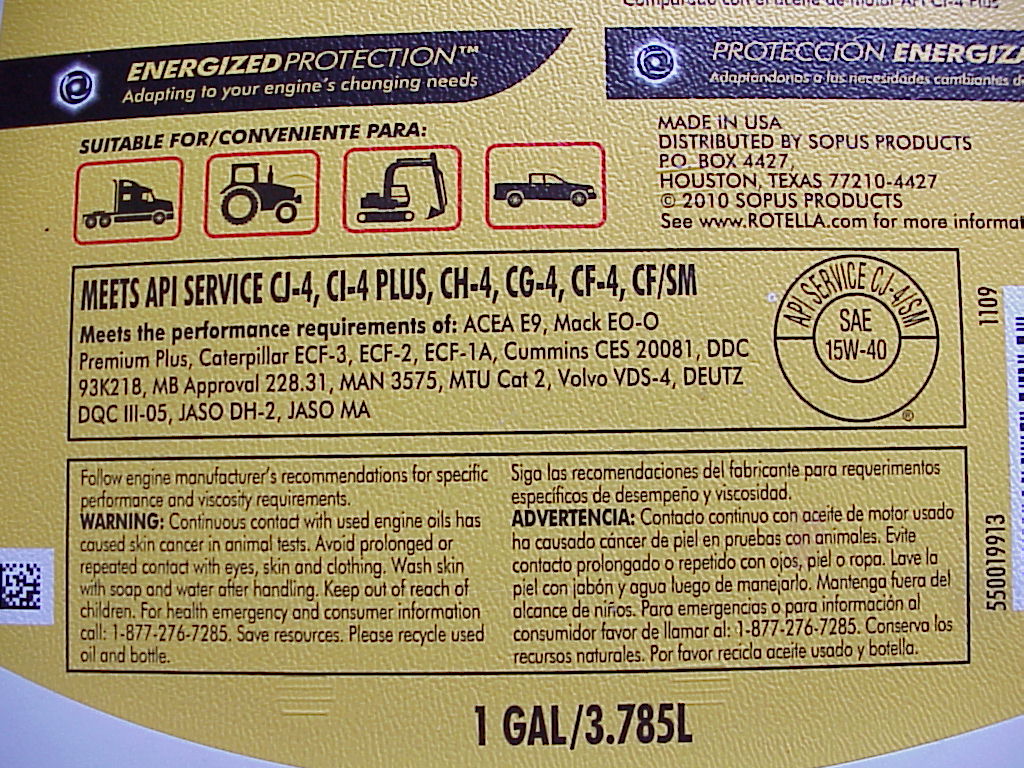 Comparado con el aceite de motor API CI-4 Plus
ENERGIZED PROTECTION™
Adapting to your engine's changing needs
PROTECCIÓN ENERGIZA
Adaptándonos a las necesidades cambiantes d
SUITABLE FOR/CONVENIENTE PARA:
MADE IN USA
DISTRIBUTED BY SOPUS PRODUCTS
P.O. BOX 4427,
HOUSTON, TEXAS 77210-4427
© 2010 SOPUS PRODUCTS
See www.ROTELLA.com for more informat
MEETS API SERVICE CJ-4, CI-4 PLUS, CH-4, CG-4, CF-4, CF/SM
Meets the performance requirements of: ACEA E9, Mack EO-O
Premium Plus, Caterpillar ECF-3, ECF-2, ECF-1A, Cummins CES 20081, DDC
93K218, MB Approval 228.31, MAN 3575, MTU Cat 2, Volvo VDS-4, DEUTZ
DQC III-05, JASO DH-2, JASO MA
API SERVICE CJ-4/SM
SAE
15W-40
®
1109
Follow engine manufacturer's recommendations for specific
performance and viscosity requirements.
WARNING: Continuous contact with used engine oils has
caused skin cancer in animal tests. Avoid prolonged or
repeated contact with eyes, skin and clothing. Wash skin
with soap and water after handling. Keep out of reach of
children. For health emergency and consumer information
call: 1-877-276-7285. Save resources. Please recycle used
oil and bottle.
Siga las recomendaciones del fabricante para requerimentos
específicos de desempeño y viscosidad.
ADVERTENCIA: Contacto continuo con aceite de motor usado
ha causado cáncer de piel en pruebas con animales. Evite
contacto prolongado o repetido con ojos, piel o ropa. Lave la
piel con jabón y agua luego de manejarlo. Mantenga fuera del
alcance de niños. Para emergencias o para información al
consumidor favor de llamar al: 1-877-276-7285. Conserva los
recursos naturales. Por favor recicla aceite usado y botella.
550019913
1 GAL/3.785L